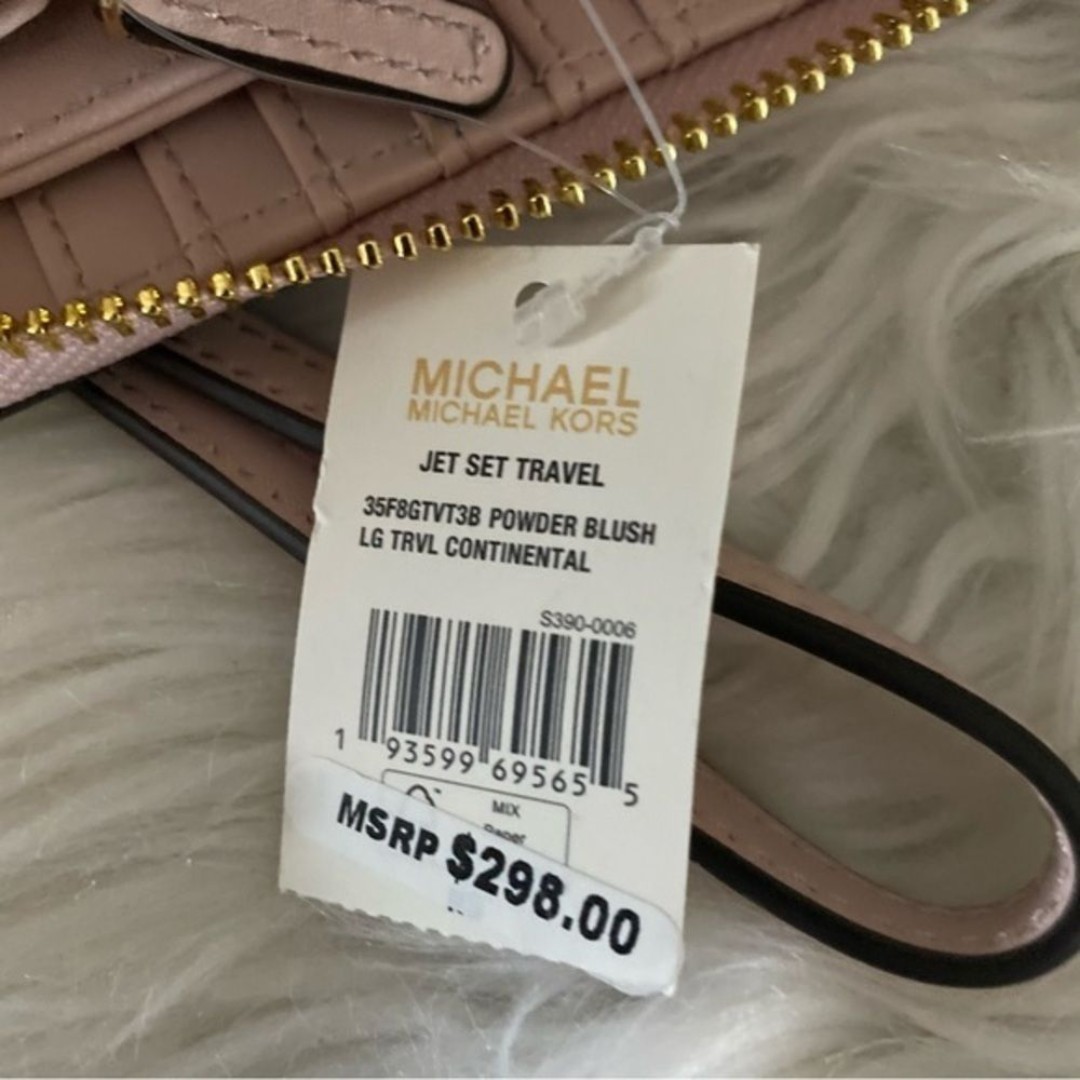 MICHAEL
MICHAEL KORS
JET SET TRAVEL
35F8GTVT3B POWDER BLUSH
LG TRVL CONTINENTAL
S390-0006
1 93599 69565 5
MIX
Paper
MSRP $298.00